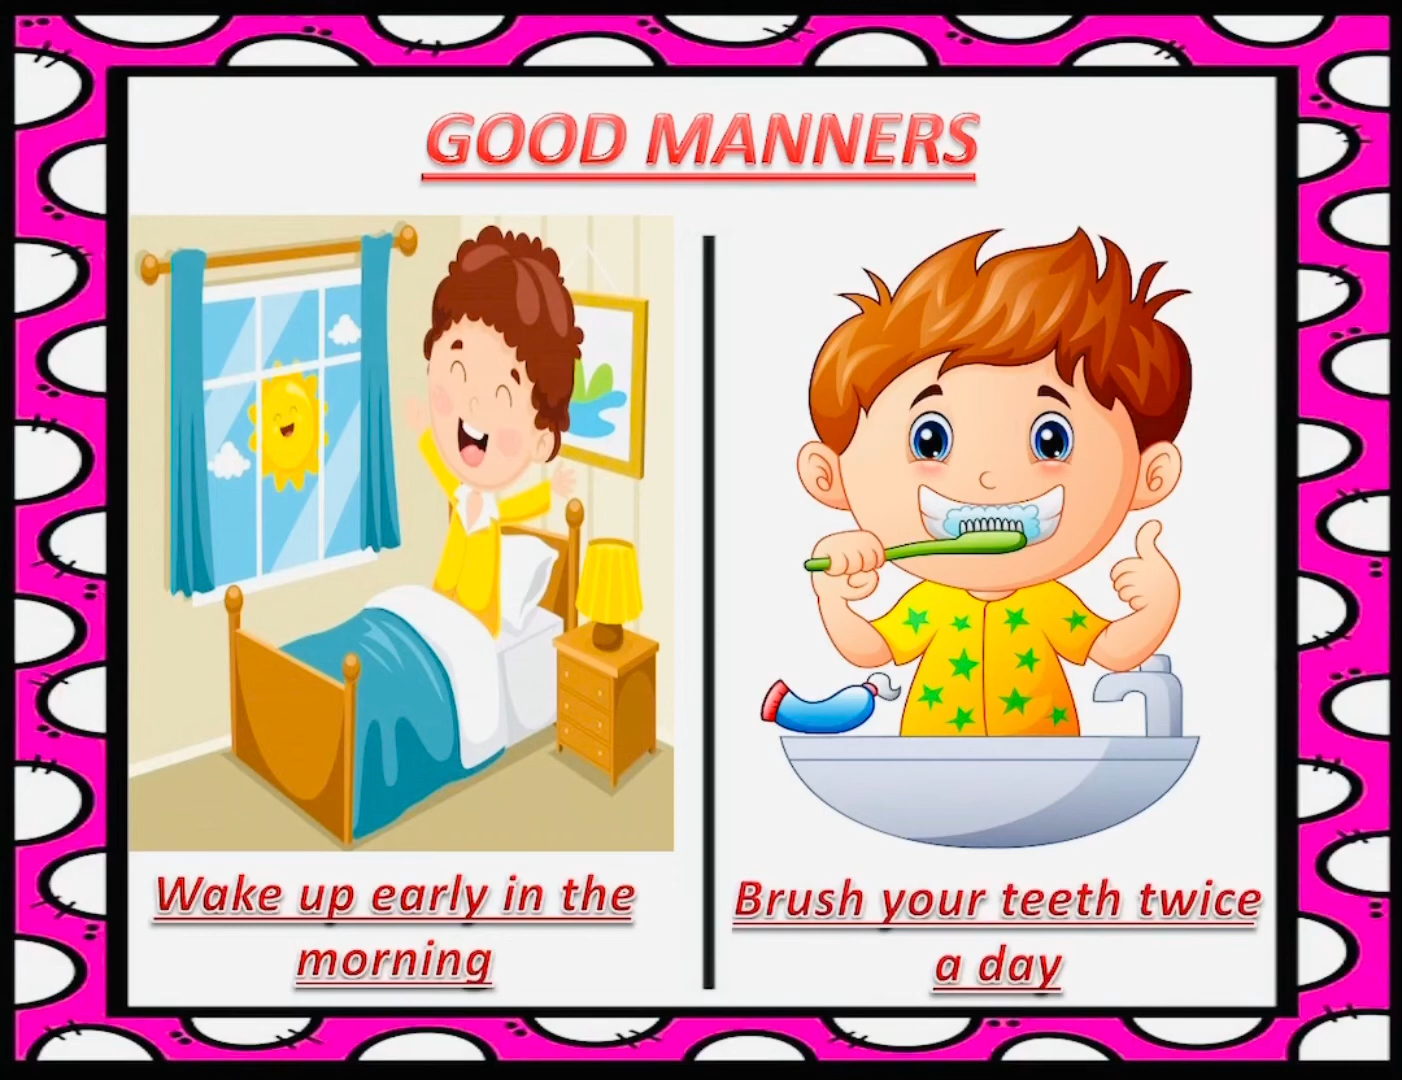 GOOD MANNERS
Wake up early in the
morning
Brush your teeth twice
a day